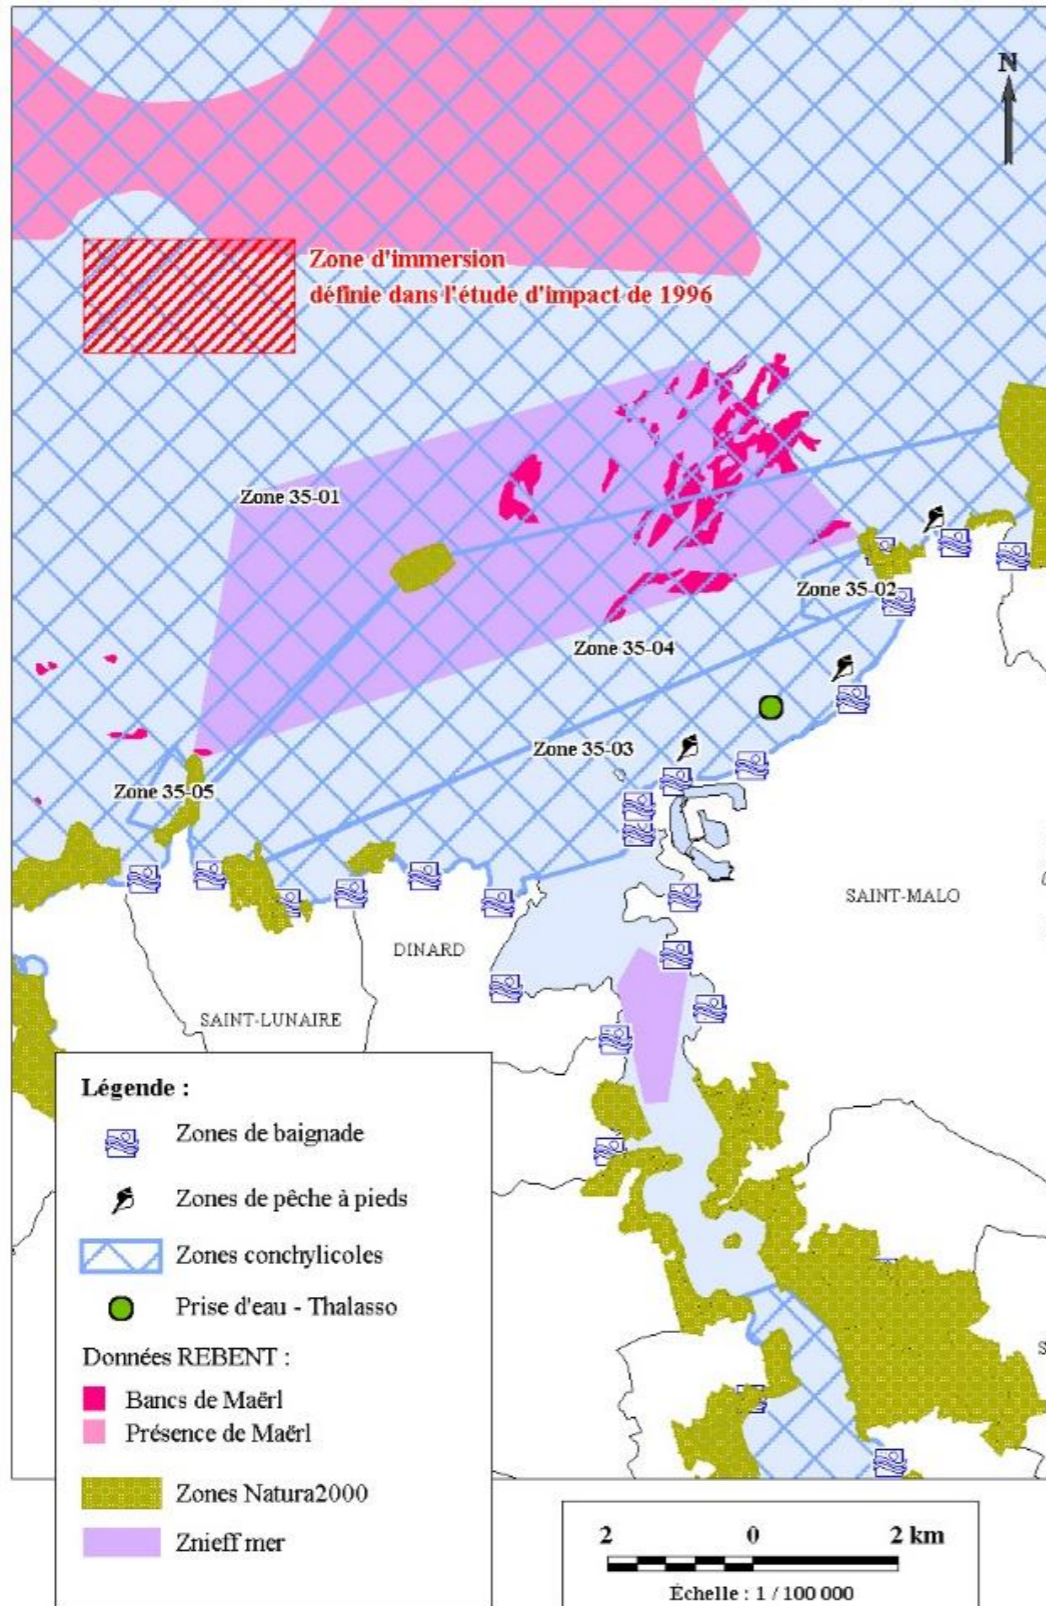 N
Zone d'immersion
définie dans l'étude d'impact de 1996
Zone 35-01
Zone 35-02
Zone 35-04
Zone 35-03
Zone 35-05
SAINT-MALO
DINARD
SAINT-LUNAIRE
Légende :
Zones de baignade
Zones de pêche à pieds
Zones conchylicoles
Prise d'eau - Thalasso
Données REBENT :
Bancs de Maërl
Présence de Maërl
Zones Natura2000
Znieff mer
2 0 2 km
Échelle : 1 / 100 000